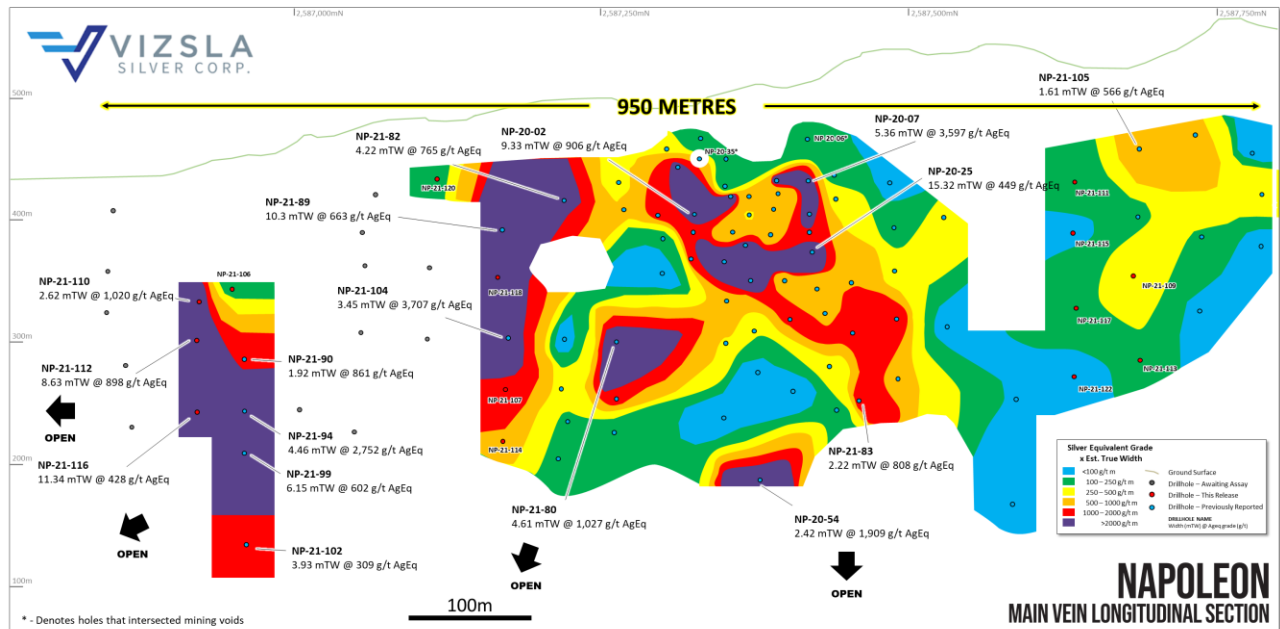 2,587,000mN
2,587,250mN
2,587,500mN
2,587,750mN
VIZSLA
SILVER CORP.
500m
400m
300m
200m
100m
950 METRES
NP-21-105
1.61 mTW @ 566 g/t AgEq
NP-20-07
5.36 mTW @ 3,597 g/t AgEq
NP-20-02
9.33 mTW @ 906 g/t AgEq
NP-21-82
4.22 mTW @ 765 g/t AgEq
NP-20-35*
NP-20-06*
NP-20-25
15.32 mTW @ 449 g/t AgEq
NP-21-120
NP-21-111
NP-21-89
10.3 mTW @ 663 g/t AgEq
NP-21-115
NP-21-106
NP-21-110
2.62 mTW @ 1,020 g/t AgEq
NP-21-104
3.45 mTW @ 3,707 g/t AgEq
NP-21-118
NP-21-109
NP-21-117
NP-21-90
1.92 mTW @ 861 g/t AgEq
NP-21-112
8.63 mTW @ 898 g/t AgEq
NP-21-113
NP-21-122
NP-21-107
OPEN
NP-21-94
4.46 mTW @ 2,752 g/t AgEq
NP-21-114
NP-21-116
11.34 mTW @ 428 g/t AgEq
NP-21-99
6.15 mTW @ 602 g/t AgEq
NP-21-83
2.22 mTW @ 808 g/t AgEq
NP-21-80
4.61 mTW @ 1,027 g/t AgEq
NP-20-54
2.42 mTW @ 1,909 g/t AgEq
OPEN
NP-21-102
3.93 mTW @ 309 g/t AgEq
OPEN
OPEN
Silver Equivalent Grade
x Est. True Width
<100 g/t m
100 – 250 g/t m
250 – 500 g/t m
500 – 1000 g/t m
1000 – 2000 g/t m
>2000 g/t m
Ground Surface
Drillhole – Awaiting Assay
Drillhole – This Release
Drillhole – Previously Reported
DRILLHOLE NAME
Width (mTW) @ Ageq grade (g/t)
100m
NAPOLEON
MAIN VEIN LONGITUDINAL SECTION
* - Denotes holes that intersected mining voids